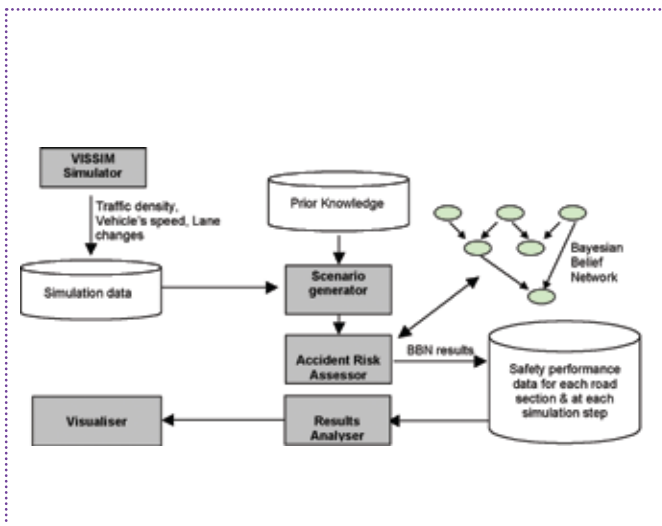 VISSIM
Simulator
Traffic density,
Vehicle's speed, Lane
changes
Simulation data
Prior Knowledge
Scenario
generator
Bayesian
Belief
Network
Accident Risk
Assessor
BBN results
Safety performance
data for each road
section & at each
simulation step
Results
Analyser
Visualiser